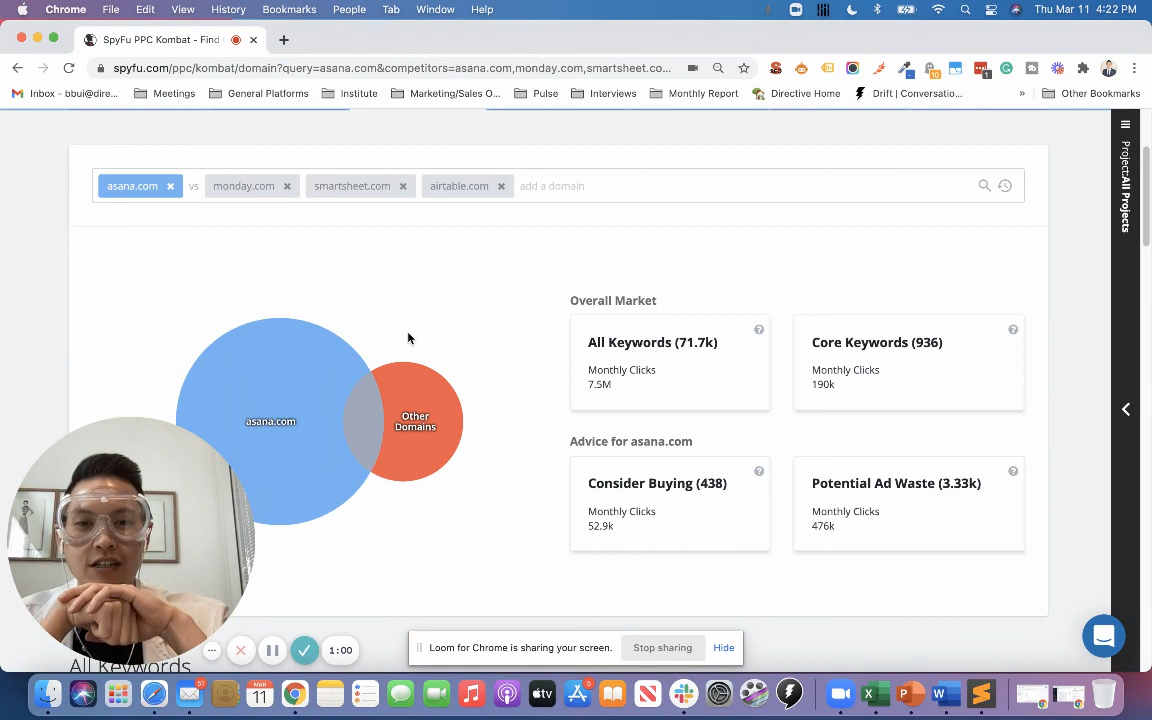 Chrome File Edit View History Bookmarks People Tab Window Help Thu Mar 11 4:22 PM
SpyFu PPC Kombat - Find
spyfu.com/ppc/kombat/domain?query=asana.com&competitors=asana.com,monday.com,smartsheet.co...
Inbox - bbui@dire... Meetings General Platforms Institute Marketing/Sales O... Pulse Interviews Monthly Report Directive Home Drift | Conversatio... » Other Bookmarks
Project:All Projects
asana.com × vs monday.com × smartsheet.com × airtable.com × add a domain
Overall Market
All Keywords (71.7k)
Monthly Clicks
7.5M
Core Keywords (936)
Monthly Clicks
190k
asana.com
Other
Domains
Advice for asana.com
Consider Buying (438)
Monthly Clicks
52.9k
Potential Ad Waste (3.33k)
Monthly Clicks
476k
1:00
Loom for Chrome is sharing your screen. Stop sharing Hide
All Keywords